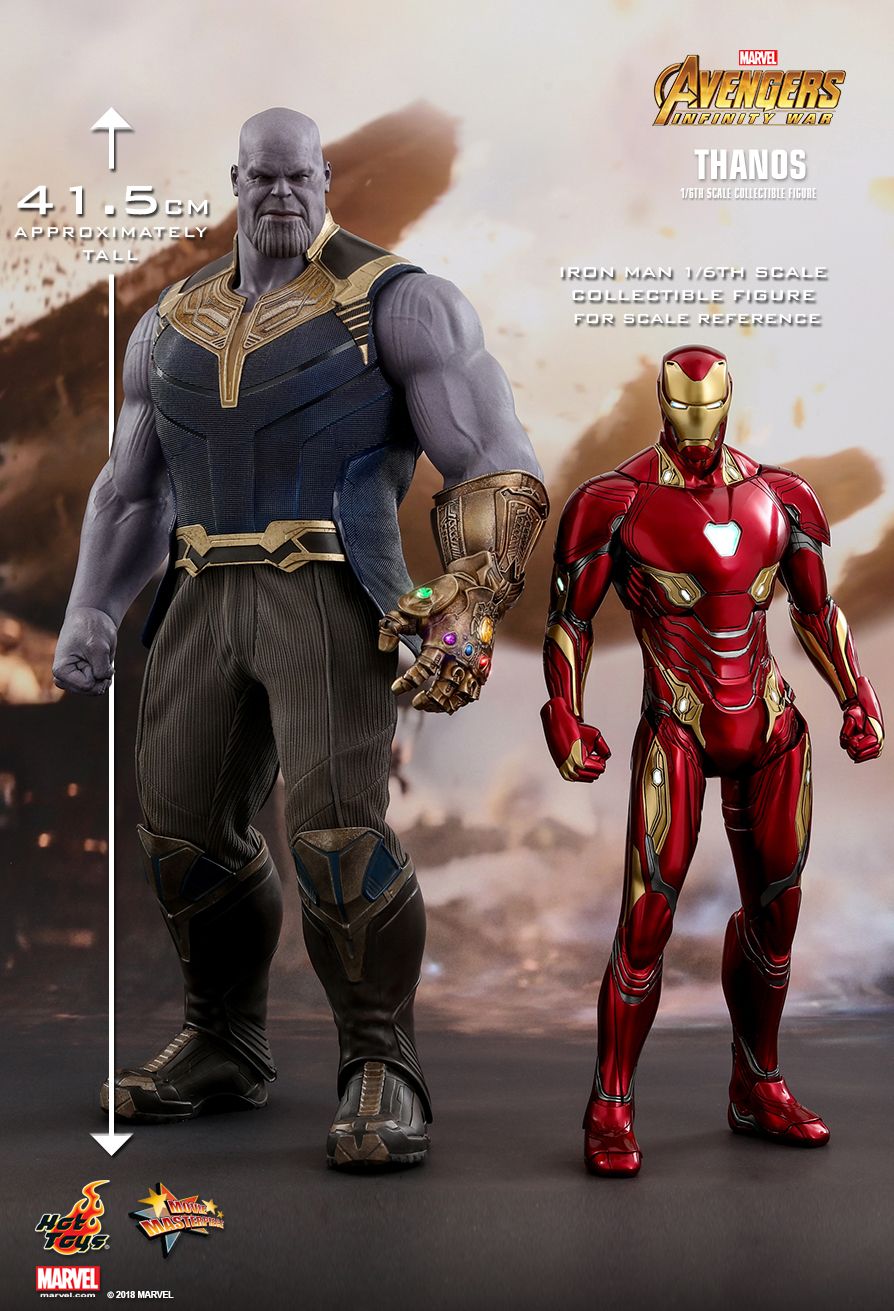 MARVEL
AVENGERS
INFINITY WAR
THANOS
1/6TH SCALE COLLECTIBLE FIGURE
41.5CM
APPROXIMATELY
TALL
IRON MAN 1/6TH SCALE
COLLECTIBLE FIGURE
FOR SCALE REFERENCE
Hot
Toys
MOVIE
MASTERPIECE
MARVEL
marvel.com
© 2018 MARVEL